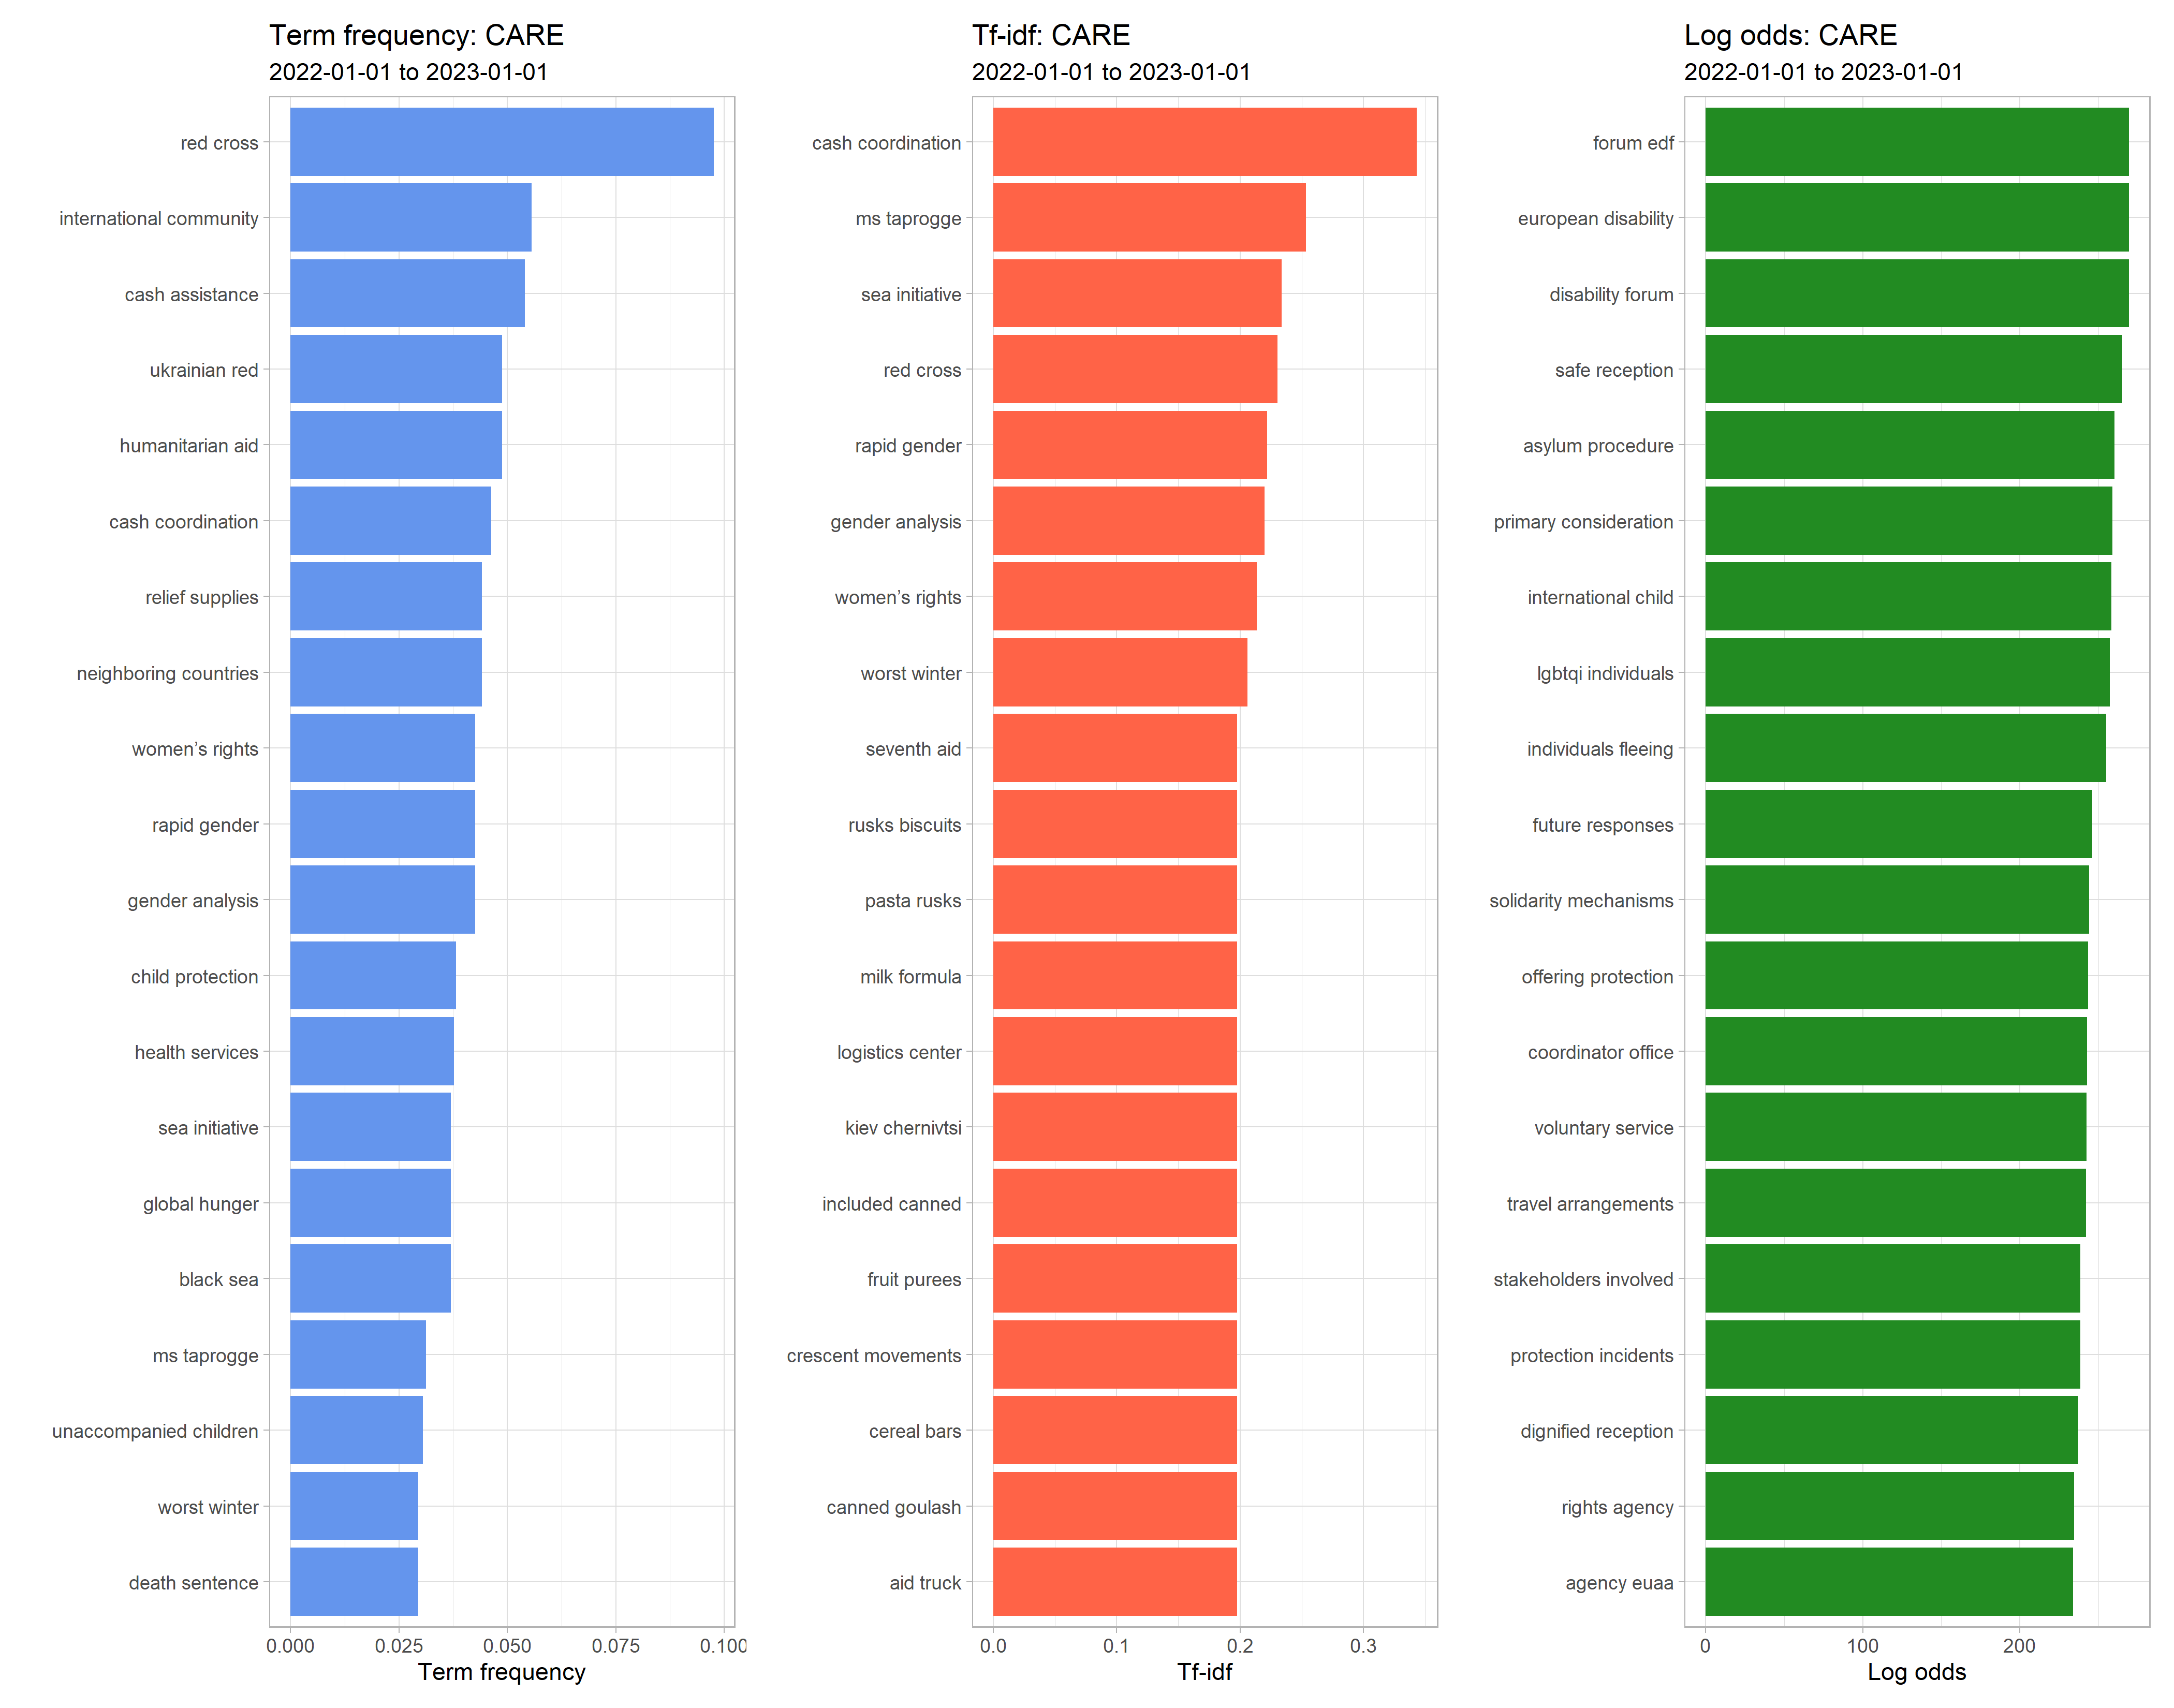 Term frequency: CARE
2022-01-01 to 2023-01-01
red cross
international community
cash assistance
ukrainian red
humanitarian aid
cash coordination
relief supplies
neighboring countries
women’s rights
rapid gender
gender analysis
child protection
health services
sea initiative
global hunger
black sea
ms taprogge
unaccompanied children
worst winter
death sentence
0.000 0.025 0.050 0.075 0.100
Term frequency
Tf-idf: CARE
2022-01-01 to 2023-01-01
cash coordination
ms taprogge
sea initiative
red cross
rapid gender
gender analysis
women’s rights
worst winter
seventh aid
rusks biscuits
pasta rusks
milk formula
logistics center
kiev chernivtsi
included canned
fruit purees
crescent movements
cereal bars
canned goulash
aid truck
0.0 0.1 0.2 0.3
Tf-idf
Log odds: CARE
2022-01-01 to 2023-01-01
forum edf
european disability
disability forum
safe reception
asylum procedure
primary consideration
international child
lgbtqi individuals
individuals fleeing
future responses
solidarity mechanisms
offering protection
coordinator office
voluntary service
travel arrangements
stakeholders involved
protection incidents
dignified reception
rights agency
agency euaa
0 100 200
Log odds